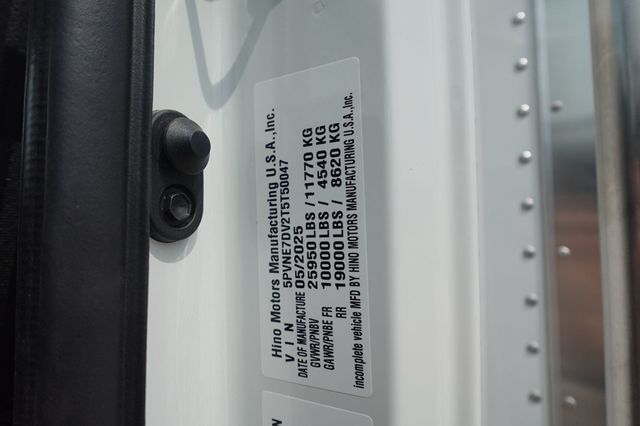 Hino Motors Manufacturing U.S.A.,Inc.
V I N 5PVNE7DV2T5T50047
DATE OF MANUFACTURE 05/2025
GVWR/PNBV 25950 LBS / 11770 KG
GAWR/PNBE FR 10000 LBS / 4540 KG
RR 19000 LBS / 8620 KG
incomplete vehicle MFD BY HINO MOTORS MANUFACTURING U.S.A.,Inc.